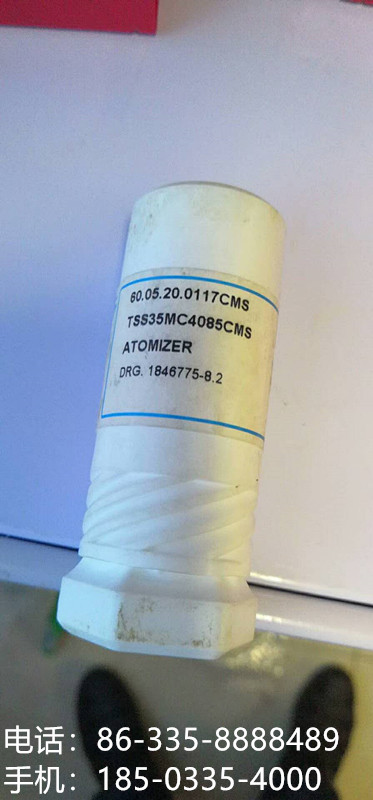 80.05.20.0117CMS
TSS35MC4085CMS
ATOMIZER
DRG. 1846775-8.2
电话：86-335-8888489
手机：185-0335-4000